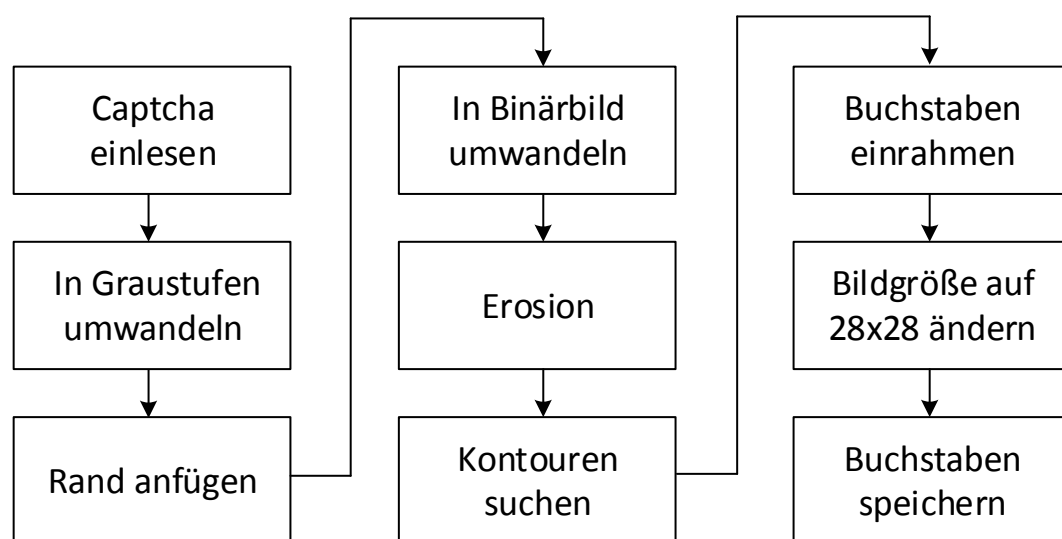 Captcha
einlesen
In Graustufen
umwandeln
Rand anfügen
In Binärbild
umwandeln
Erosion
Kontouren
suchen
Buchstaben
einrahmen
Bildgröße auf
28x28 ändern
Buchstaben
speichern